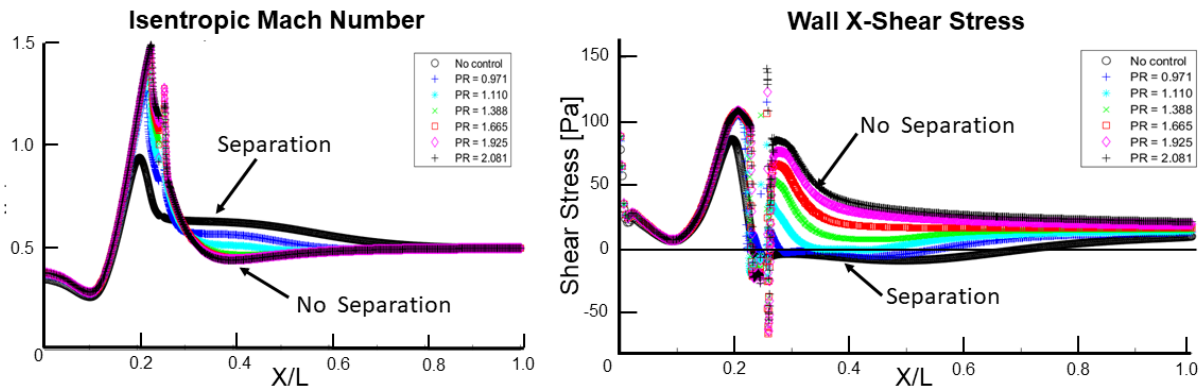 Isentropic Mach Number
1.5
1.0
0.5
0
0.2
0.4
0.6
0.8
1.0
X/L
No control
PR = 0.971
PR = 1.110
PR = 1.388
PR = 1.665
PR = 1.925
PR = 2.081
Separation
No Separation
Wall X-Shear Stress
Shear Stress [Pa]
150
100
50
0
-50
0
0.2
0.4
0.6
0.8
1.0
X/L
No control
PR = 0.971
PR = 1.110
PR = 1.388
PR = 1.665
PR = 1.925
PR = 2.081
No Separation
Separation